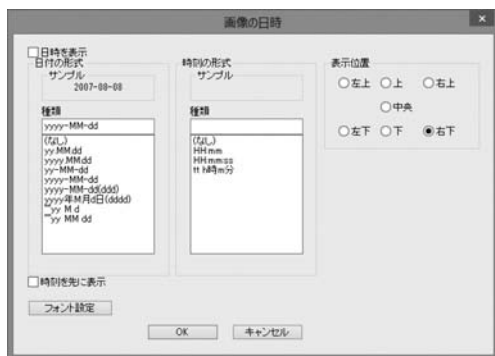 画像の日時
日時を表示
日付の形式
サンプル
2007-08-08
種類
yyyy-MM-dd
(なし)
yy.MM.dd
yyyy.MM.dd
yy-MM-dd
yyyy-MM-dd
yyyy-MM-dd(ddd)
yyyy年M月d日(dddd)
yy M d
yy MM dd
時刻の形式
サンプル
種類
(なし)
HH:mm
HH:mm:ss
tt h時m分
表示位置
左上 上 右上
中央
左下 下 右下
時刻を先に表示
フォント設定
OK キャンセル